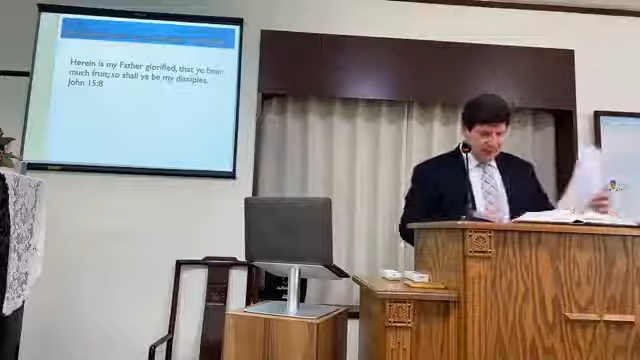 Herein is my Father glorified, that ye bear
much fruit; so shall ye be my disciples.
John 15:8